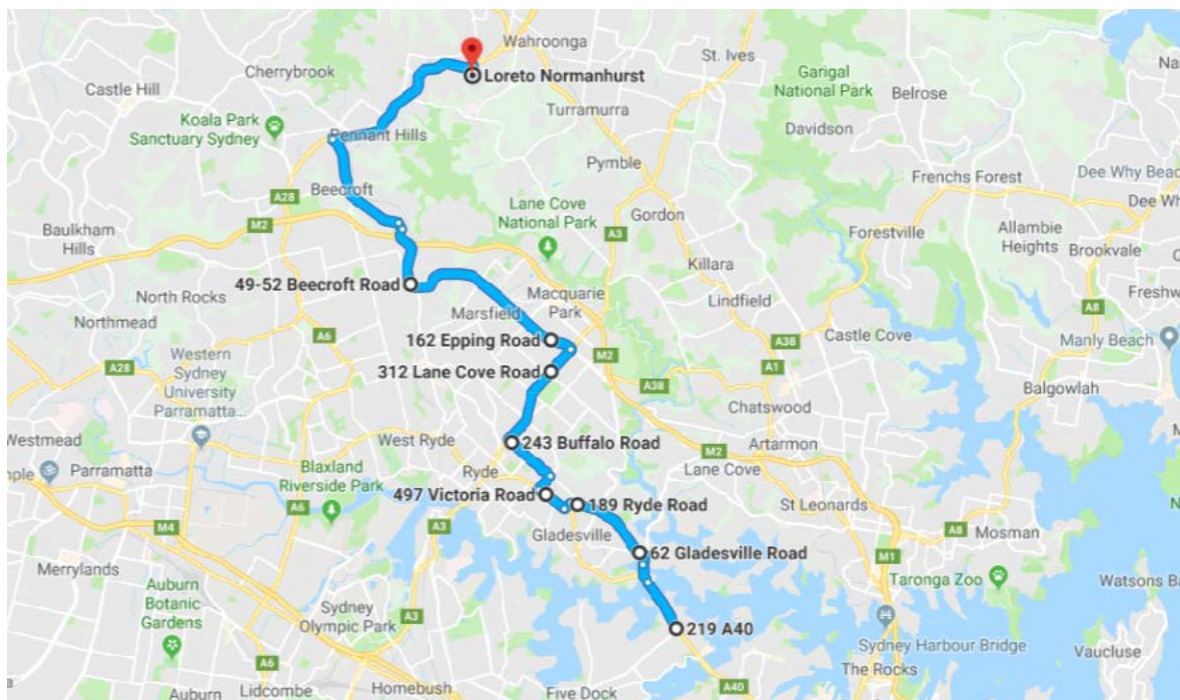 Wahroonga
St. Ives
Cherrybrook
Loreto Normanhurst
Garigal
National Park
Belrose
Castle Hill
Turramurra
Koala Park
Sanctuary Sydney
Pennant Hills
Davidson
Pymble
Dee Why Beac
Frenchs Forest
Dee Why
Beecroft
A28
Lane Cove
National Park
Gordon
M2
A3
Forestville
Allambie
Heights
Baulkham
Hills
Brookvale
Killara
49-52 Beecroft Road
Macquarie
Park
North Rocks
Lindfield
Freshw
Marsfield
A8
Northmead
A6
162 Epping Road
Castle Cove
A38
Manly Beach
Western
Sydney
University
Parramatta...
M2
A28
312 Lane Cove Road
A38
A1
Balgowlah
Chatswood
Westmead
West Ryde
243 Buffalo Road
Artarmon
M2
Parramatta
Ryde
Lane Cove
Blaxland
Riverside Park
497 Victoria Road
189 Ryde Road
St Leonards
A6
M4
A3
Gladesville
A8
Mosman
62 Gladesville Road
M1
Merrylands
Taronga Zoo
Watsons Ba
Auburn
Botanic
Gardens
Sydney
Olympic Park
A3
219 A40
Sydney Harbour Bridge
Vaucluse
A6
The Rocks
Auburn
Lidcombe
Homebush
Five Dock
A40